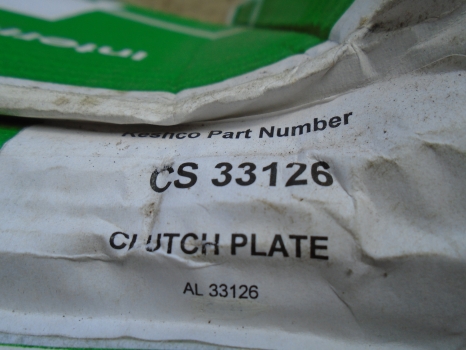 Part Number
CS 33126
CLUTCH PLATE
AL 33126